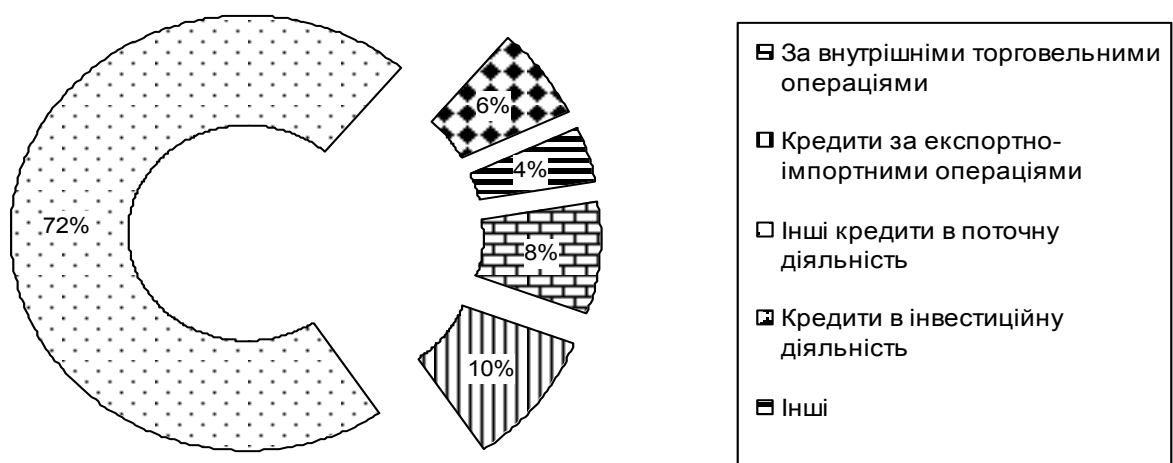 6%
4%
72%
8%
10%
За внутрішніми торговельними
операціями
Кредити за експортно-
імпортними операціями
Інші кредити в поточну
діяльність
Кредити в інвестиційну
діяльність
Інші